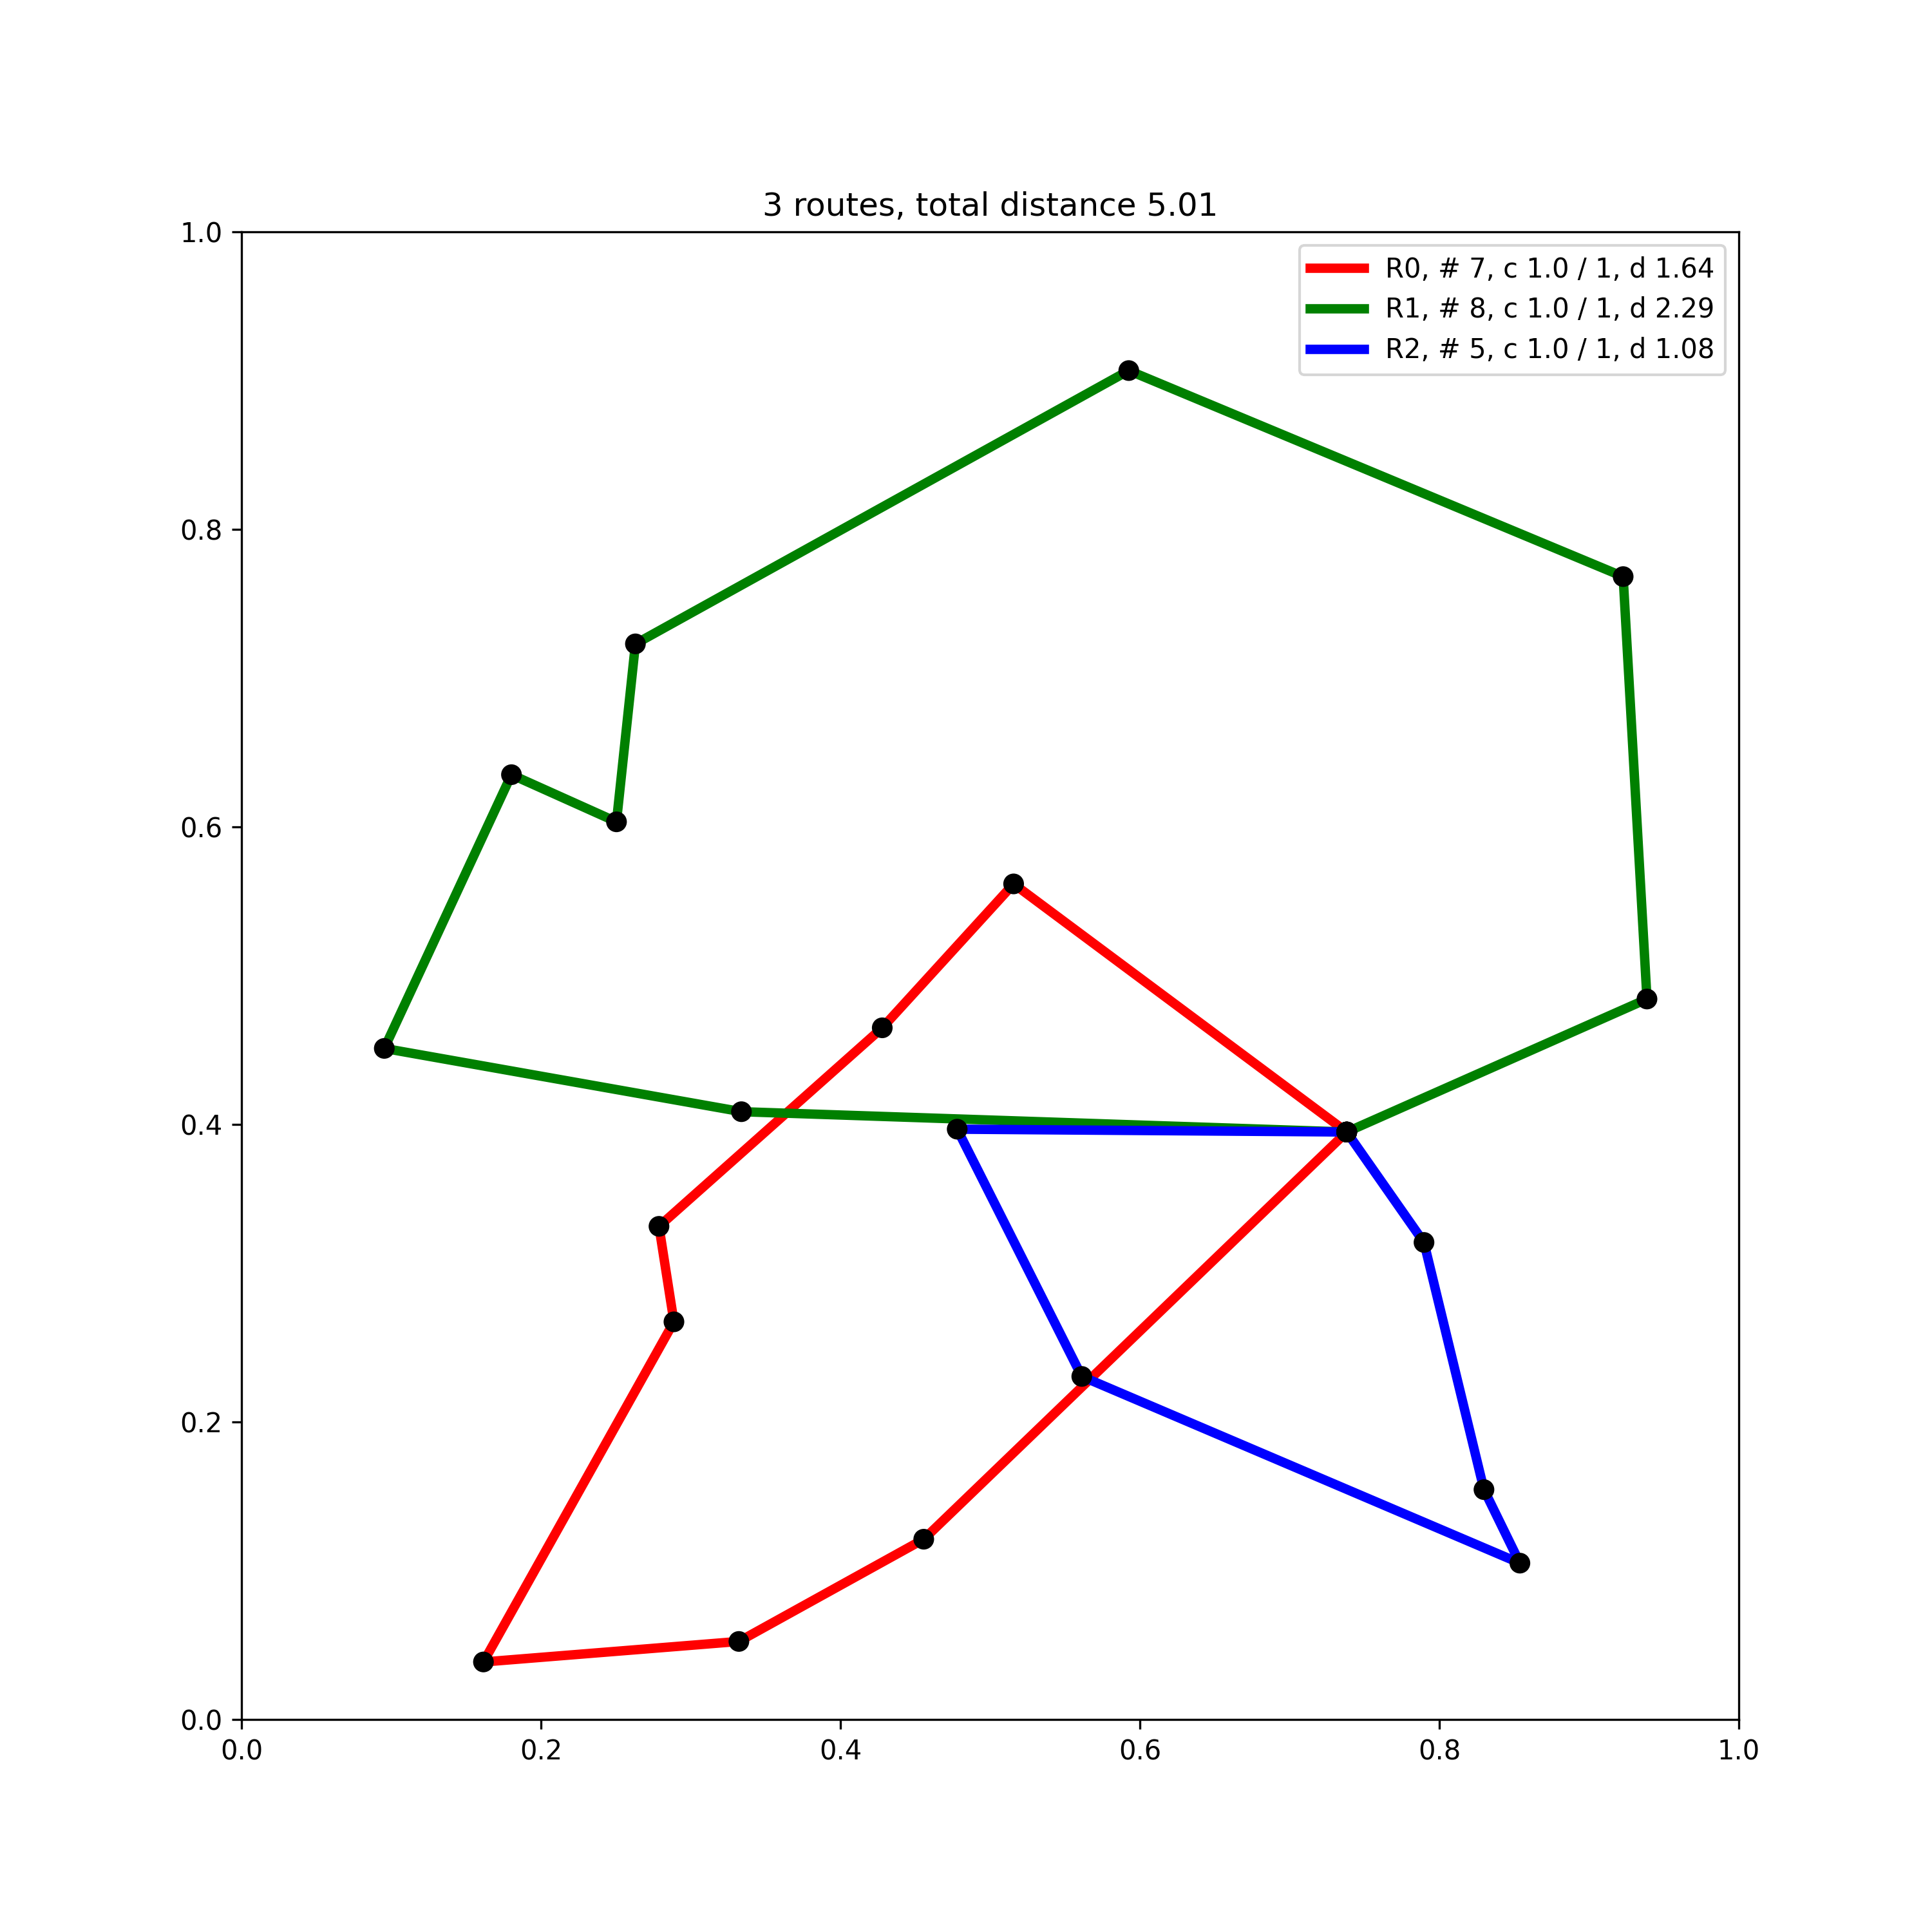 3 routes, total distance 5.01
R0, # 7, c 1.0 / 1, d 1.64
R1, # 8, c 1.0 / 1, d 2.29
R2, # 5, c 1.0 / 1, d 1.08
1.0
0.8
0.6
0.4
0.2
0.0
0.0 0.2 0.4 0.6 0.8 1.0